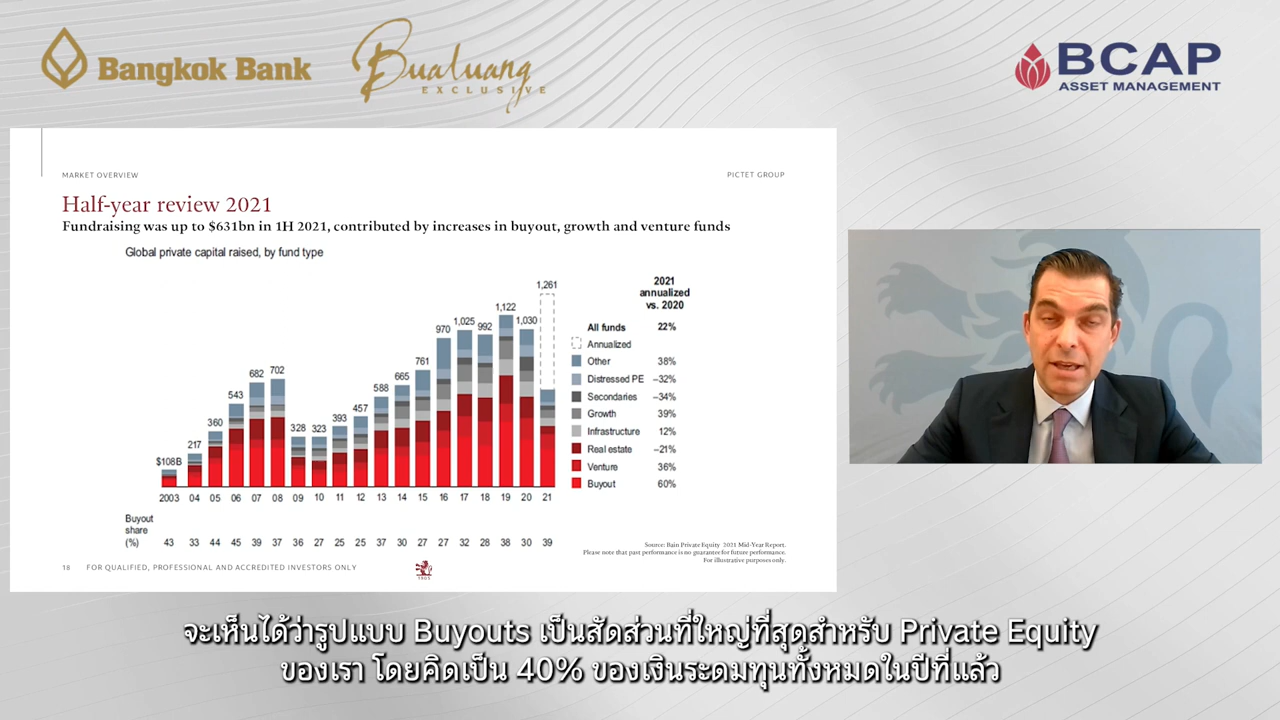 Bangkok Bank
Bualuang
EXCLUSIVE
BCAP
ASSET MANAGEMENT
MARKET OVERVIEW
PICTET GROUP
Half-year review 2021
Fundraising was up to $631bn in 1H 2021, contributed by increases in buyout, growth and venture funds
Global private capital raised, by fund type
2021
annualized
vs. 2020
All funds 22%
Annualized
Other 38%
Distressed PE –32%
Secondaries –34%
Growth 39%
Infrastructure 12%
Real estate –21%
Venture 36%
Buyout 60%
$108B 217 360 543 682 702 328 323 393 457 588 665 761 970 1,025 992 1,122 1,030 1,261
2003 04 05 06 07 08 09 10 11 12 13 14 15 16 17 18 19 20 21
Buyout
share
(%) 43 33 44 45 39 37 36 27 25 25 37 30 27 27 32 28 38 30 39
Source: Bain Private Equity 2021 Mid-Year Report.
Please note that past performance is no guarantee for future performance.
For illustrative purposes only.
18 FOR QUALIFIED, PROFESSIONAL AND ACCREDITED INVESTORS ONLY
1805
จะเห็นได้ว่ารูปแบบ Buyouts เป็นสัดส่วนที่ใหญ่ที่สุดสำหรับ Private Equity
ของเรา โดยคิดเป็น 40% ของเงินระดมทุนทั้งหมดในปีที่แล้ว